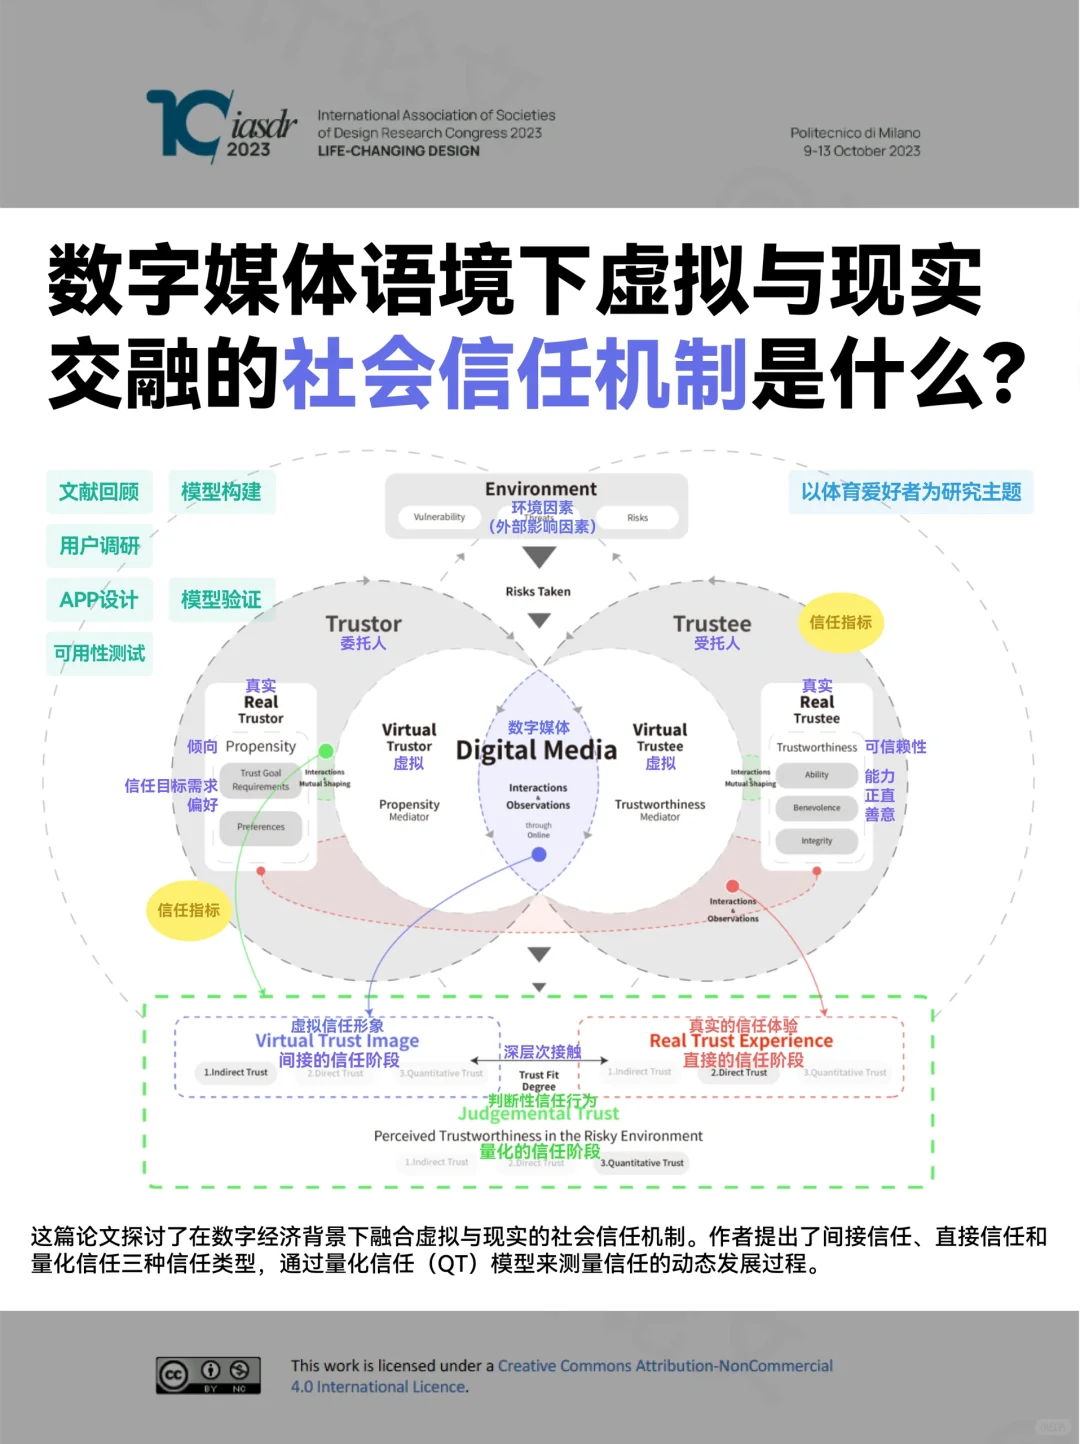 iasdr
2023
International Association of Societies
of Design Research Congress 2023
LIFE-CHANGING DESIGN
Politecnico di Milano
9-13 October 2023
数字媒体语境下虚拟与现实
交融的社会信任机制是什么？
文献回顾
模型构建
用户调研
APP设计
模型验证
可用性测试
以体育爱好者为研究主题
Environment
环境因素
（外部影响因素）
Vulnerability
Threats
Risks
Risks Taken
Trustor
委托人
Trustee
受托人
信任指标
真实
Real
Trustor
倾向
Propensity
信任目标需求
偏好
Trust Goal
Requirements
Preferences
Interactions
&
Mutual Shaping
Virtual
Trustor
虚拟
Propensity
Mediator
数字媒体
Digital Media
Interactions
&
Observations
through
Online
Virtual
Trustee
虚拟
Trustworthiness
Mediator
Interactions
&
Mutual Shaping
真实
Real
Trustee
Trustworthiness
可信赖性
Ability
能力
正直
善意
Benevolence
Integrity
信任指标
Interactions
&
Observations
虚拟信任形象
Virtual Trust Image
间接的信任阶段
1.Indirect Trust
2.Direct Trust
3.Quantitative Trust
深层次接触
Trust Fit
Degree
真实的信任体验
Real Trust Experience
直接的信任阶段
1.Indirect Trust
2.Direct Trust
3.Quantitative Trust
判断性信任行为
Judgemental Trust
Perceived Trustworthiness in the Risky Environment
量化的信任阶段
1.Indirect Trust
2.Direct Trust
3.Quantitative Trust
这篇论文探讨了在数字经济背景下融合虚拟与现实的社会信任机制。作者提出了间接信任、直接信任和
量化信任三种信任类型，通过量化信任（QT）模型来测量信任的动态发展过程。
CC BY NC
This work is licensed under a Creative Commons Attribution-NonCommercial
4.0 International Licence.